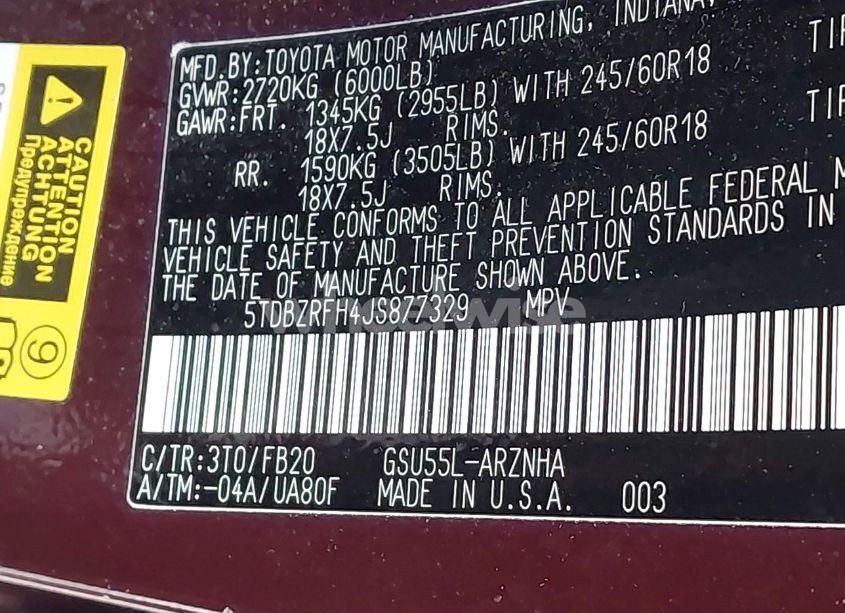 MFD.BY:TOYOTA MOTOR MANUFACTURING, INDIANA,
GVWR:2720KG (6000LB)
GAWR:FRT. 1345KG (2955LB) WITH 245/60R18
18X7.5J RIMS.
RR. 1590KG (3505LB) WITH 245/60R18
18X7.5J RIMS.
THIS VEHICLE CONFORMS TO ALL APPLICABLE FEDERAL
VEHICLE SAFETY AND THEFT PREVENTION STANDARDS IN
THE DATE OF MANUFACTURE SHOWN ABOVE.
5TDBZRFH4JS877329 MPV
C/TR:3T0/FB20 GSU55L-ARZNHA
A/TM:-04A/UA80F MADE IN U.S.A. 003
CAUTION
ATTENTION
ACHTUNG
Предупреждение
9